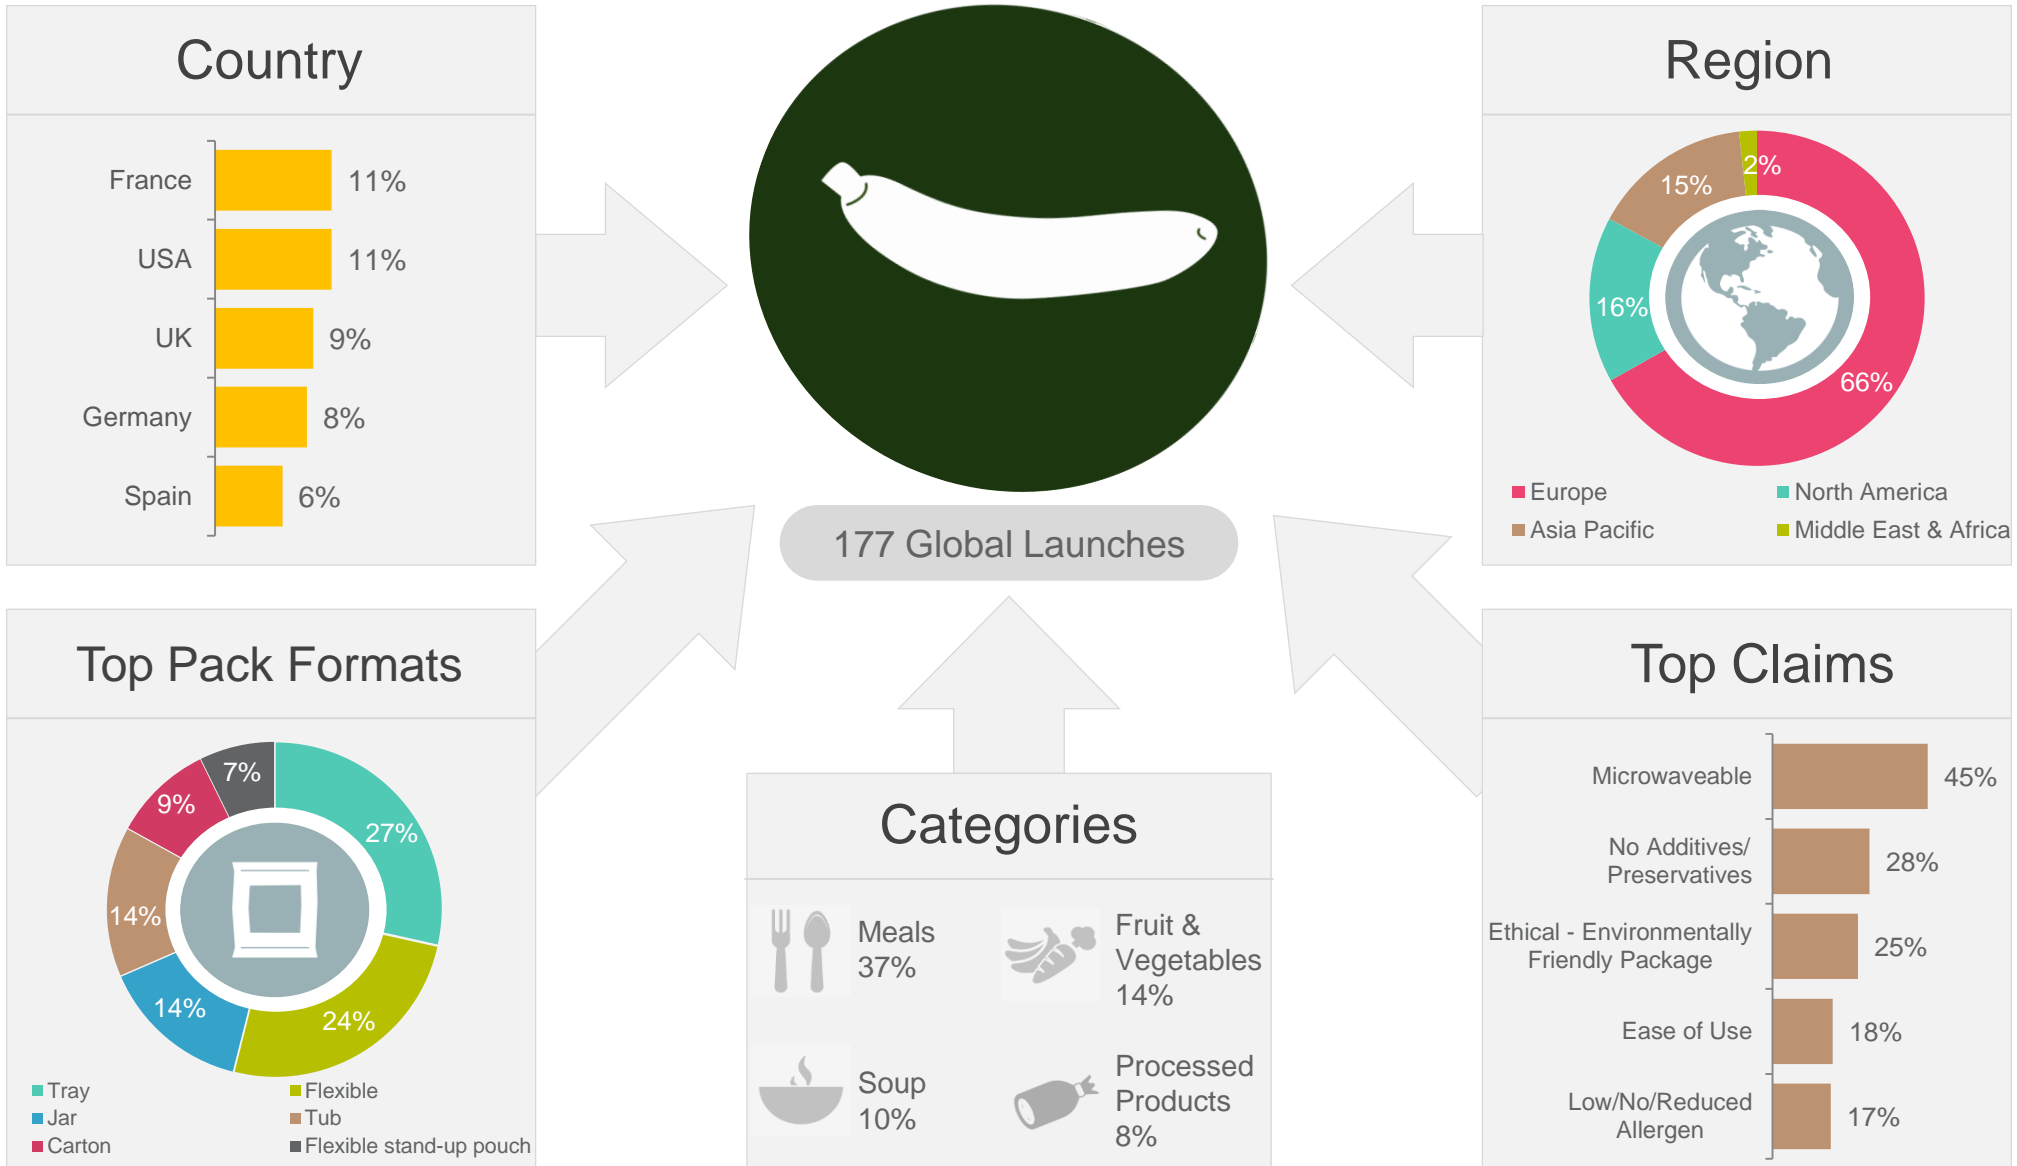 Country
France
11%
USA
11%
UK
9%
Germany
8%
Spain
6%
177 Global Launches
Region
2%
15%
16%
66%
Europe
North America
Asia Pacific
Middle East & Africa
Top Pack Formats
7%
9%
27%
14%
14%
24%
Tray
Flexible
Jar
Tub
Carton
Flexible stand-up pouch
Categories
Meals
37%
Fruit &
Vegetables
14%
Soup
10%
Processed
Products
8%
Top Claims
Microwaveable
45%
No Additives/
Preservatives
28%
Ethical - Environmentally
Friendly Package
25%
Ease of Use
18%
Low/No/Reduced
Allergen
17%